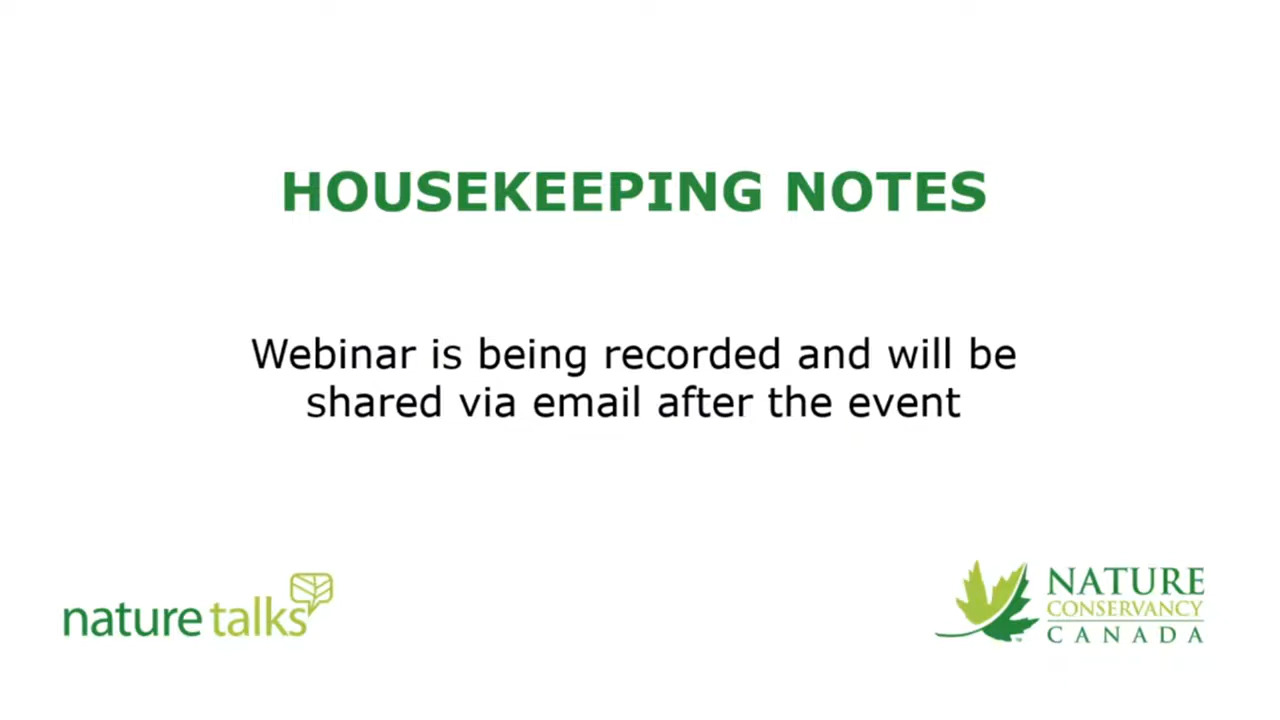 HOUSEKEEPING NOTES
Webinar is being recorded and will be
shared via email after the event
nature talks
NATURE
CONSERVANCY
CANADA